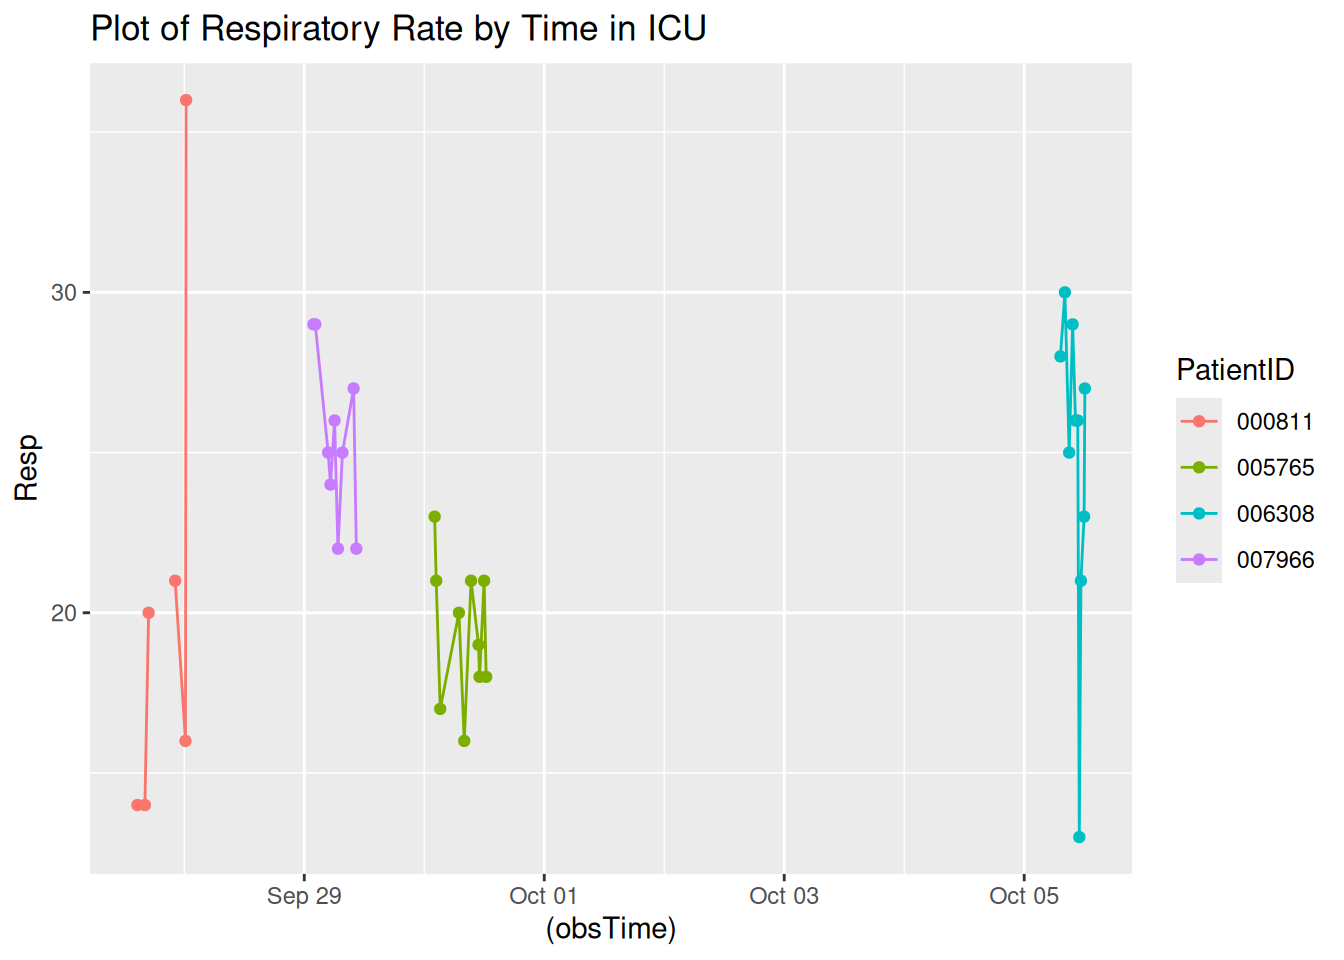 Plot of Respiratory Rate by Time in ICU
Resp
30
20
Sep 29
Oct 01
Oct 03
Oct 05
(obsTime)
PatientID
000811
005765
006308
007966